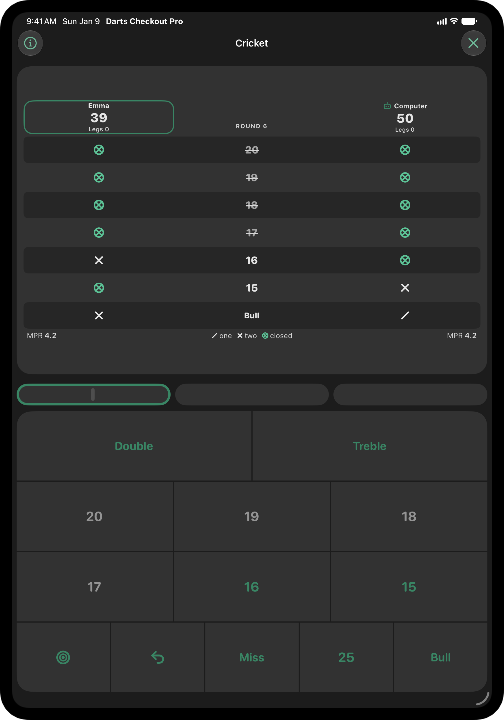 9:41 AM Sun Jan 9 Darts Checkout Pro
Cricket
Emma
39
Legs 0
ROUND 6
Computer
50
Legs 0
20
19
18
17
16
15
Bull
MPR 4.2
one two closed
MPR 4.2
Double Treble
20 19 18
17 16 15
Miss 25 Bull